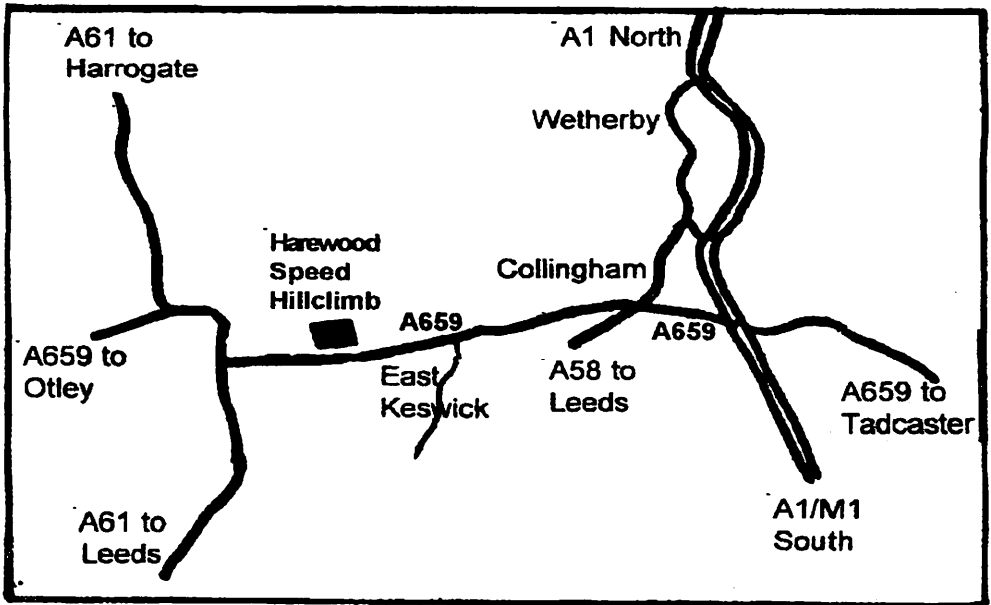 A61 to
Harrogate
A1 North
Wetherby
Harewood
Speed
Hillclimb
Collingham
A659
A659
A659 to
Otley
East
Keswick
A58 to
Leeds
A659 to
Tadcaster
A61 to
Leeds
A1/M1
South